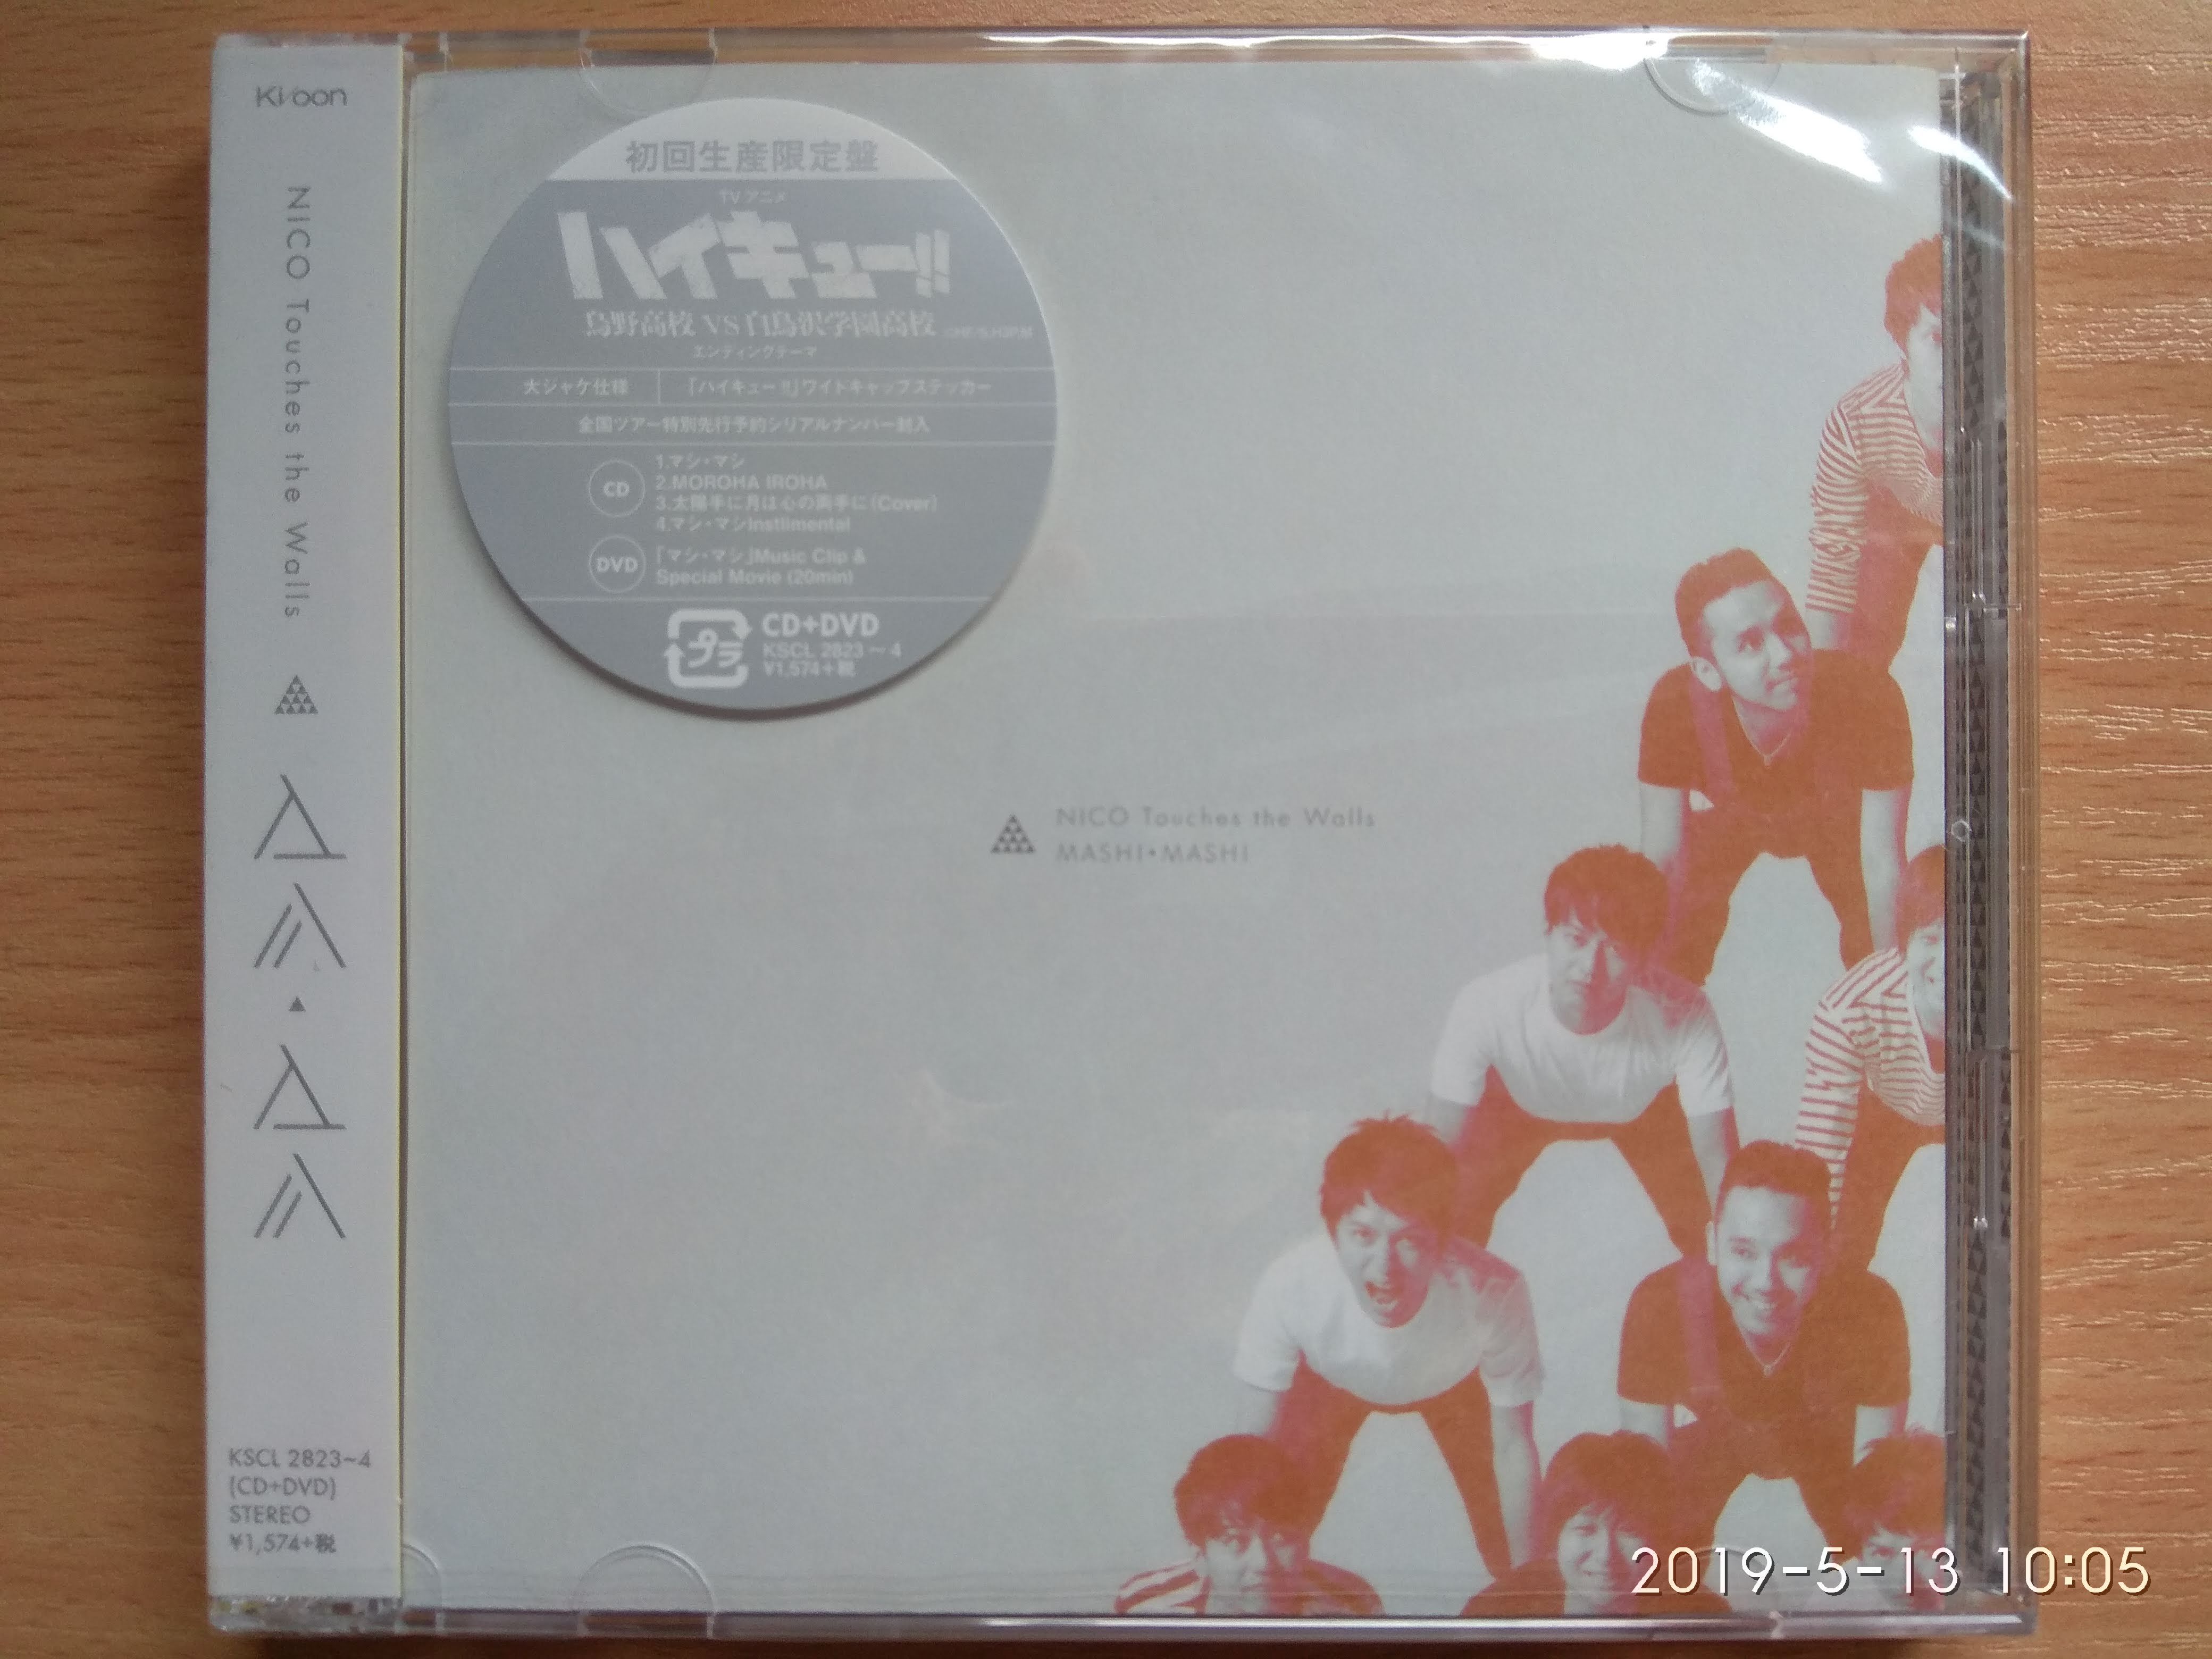 Ki/oon
NICO Touches the Walls
マシ・マシ
KSCL 2823~4
(CD+DVD)
STEREO
¥1,574+税
初回生産限定盤
TVアニメ
ハイキュー!!
烏野高校 VS 白鳥沢学園高校
エンディングテーマ
大ジャケ仕様 「ハイキュー!!」ワイドキャップステッカー
全国ツアー特別先行予約シリアルナンバー封入
CD
1.マシ・マシ
2.MOROHA IROHA
3.太陽手に月は心の両手に(Cover)
4.マシ・マシInstlimental
DVD
「マシ・マシ」Music Clip &
Special Movie (20min)
プラ
CD+DVD
KSCL 2823~4
¥1,574+税
NICO Touches the Walls
MASHI・MASHI
2019-5-13 10:05